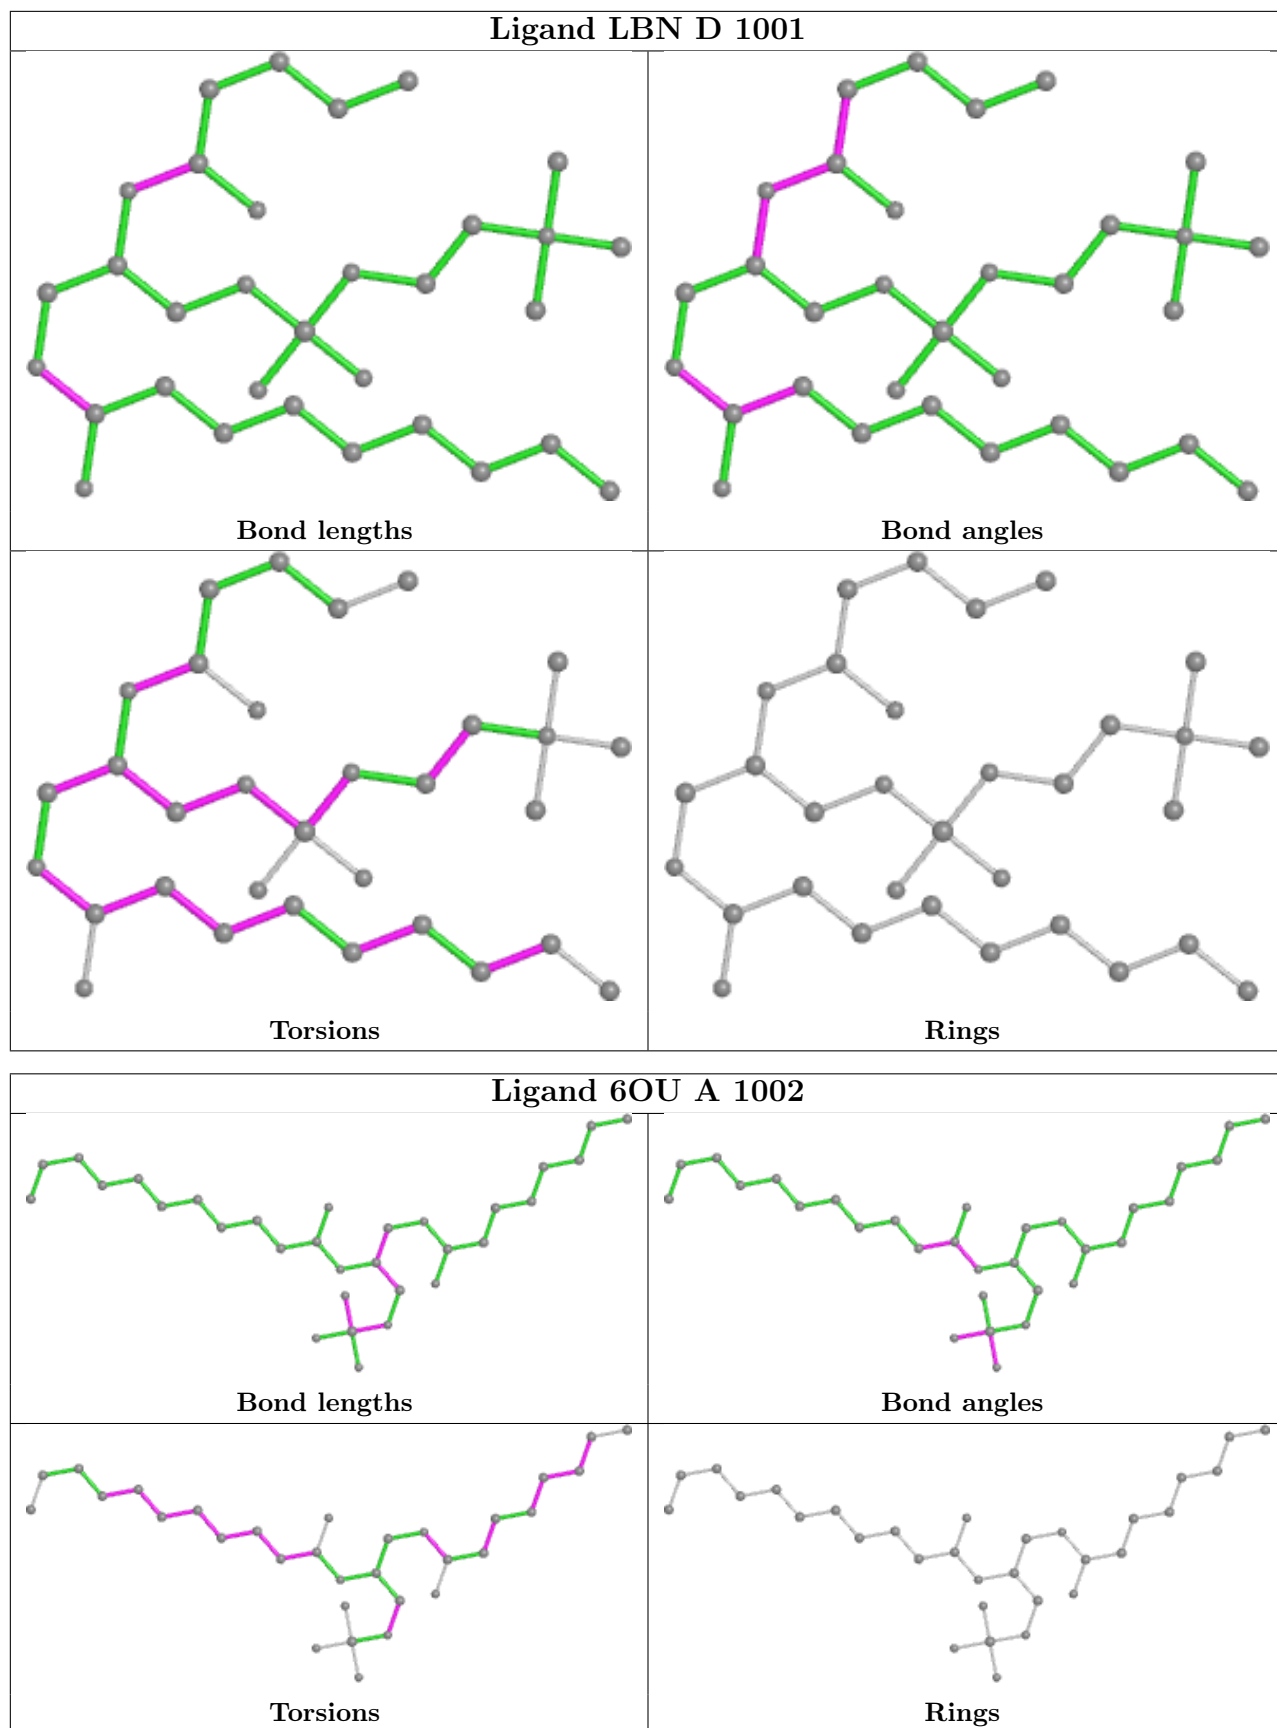 Ligand LBN D 1001
Bond lengths
Bond angles
Torsions
Rings
Ligand 6OU A 1002
Bond lengths
Bond angles
Torsions
Rings